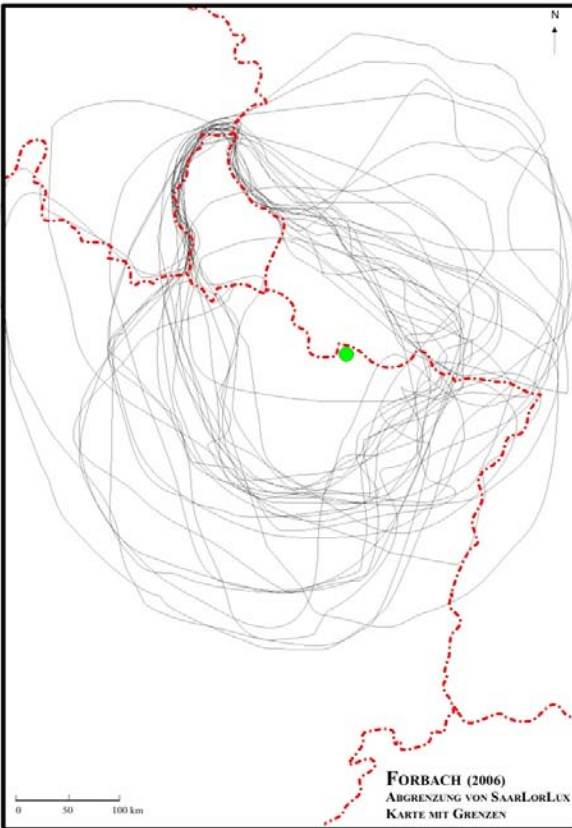 N
FORBACH (2006)
ABGRENZUNG VON SAARLORLUX
KARTE MIT GRENZEN
0 50 100 km